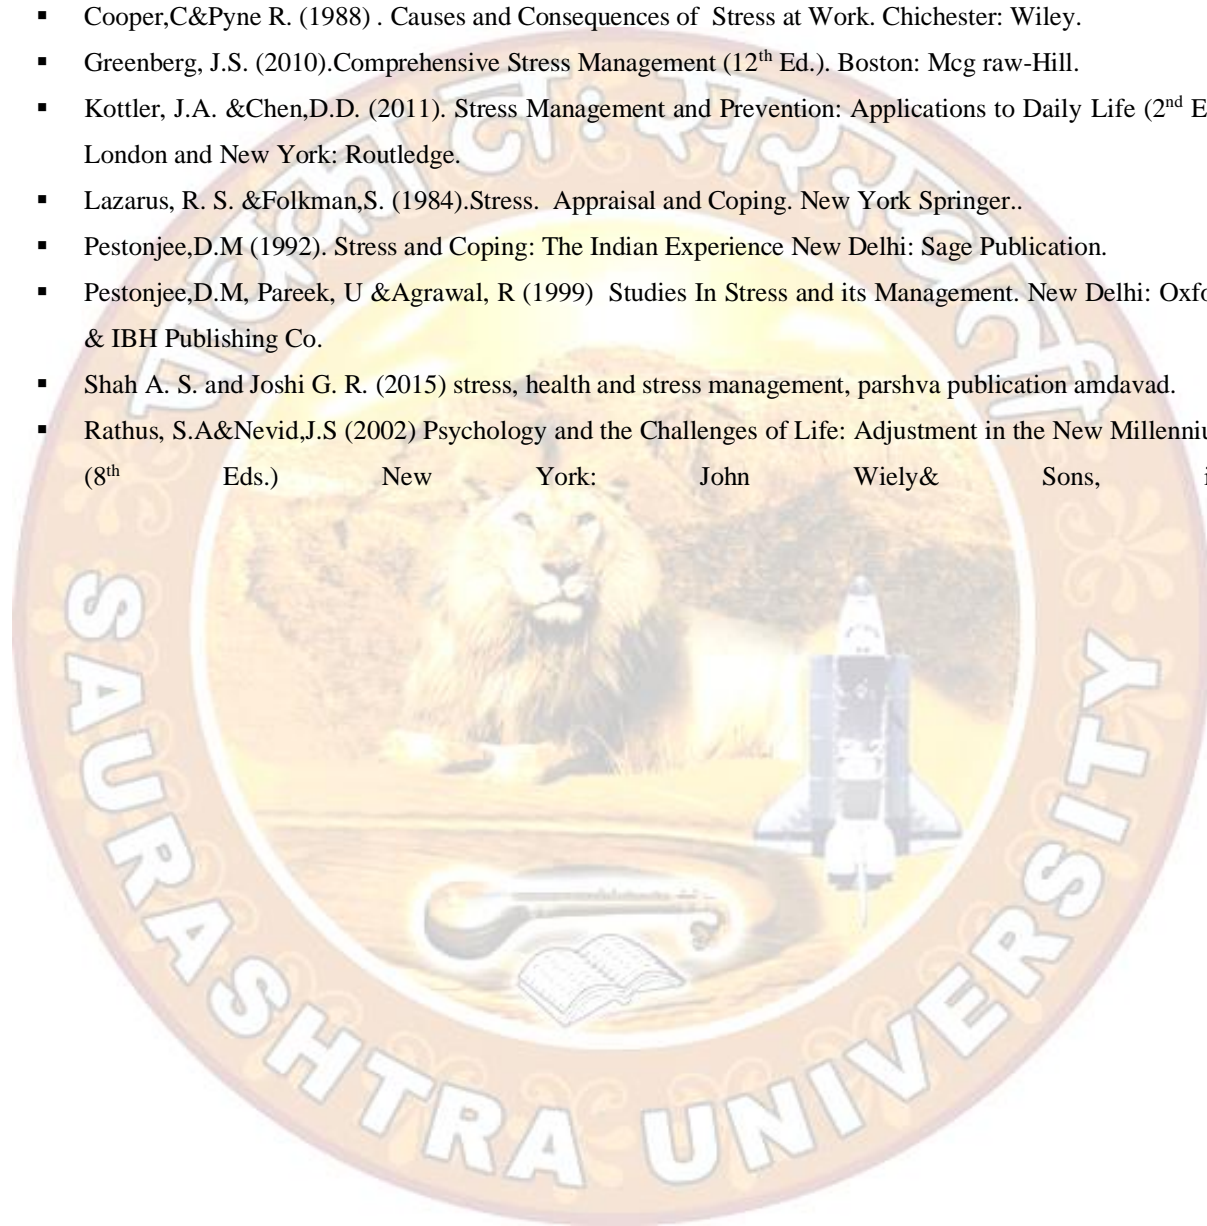 ▪ Cooper,C&Pyne R. (1988) . Causes and Consequences of Stress at Work. Chichester: Wiley.
▪ Greenberg, J.S. (2010).Comprehensive Stress Management (12th Ed.). Boston: Mcg raw-Hill.
▪ Kottler, J.A. &Chen,D.D. (2011). Stress Management and Prevention: Applications to Daily Life (2nd E
London and New York: Routledge.
▪ Lazarus, R. S. &Folkman,S. (1984).Stress. Appraisal and Coping. New York Springer..
▪ Pestonjee,D.M (1992). Stress and Coping: The Indian Experience New Delhi: Sage Publication.
▪ Pestonjee,D.M, Pareek, U &Agrawal, R (1999) Studies In Stress and its Management. New Delhi: Oxfo
& IBH Publishing Co.
▪ Shah A. S. and Joshi G. R. (2015) stress, health and stress management, parshva publication amdavad.
▪ Rathus, S.A&Nevid,J.S (2002) Psychology and the Challenges of Life: Adjustment in the New Millenniu
(8th Eds.) New York: John Wiely& Sons, i
पावका नः सरस्वती
SAURASHTRA UNIVERSITY